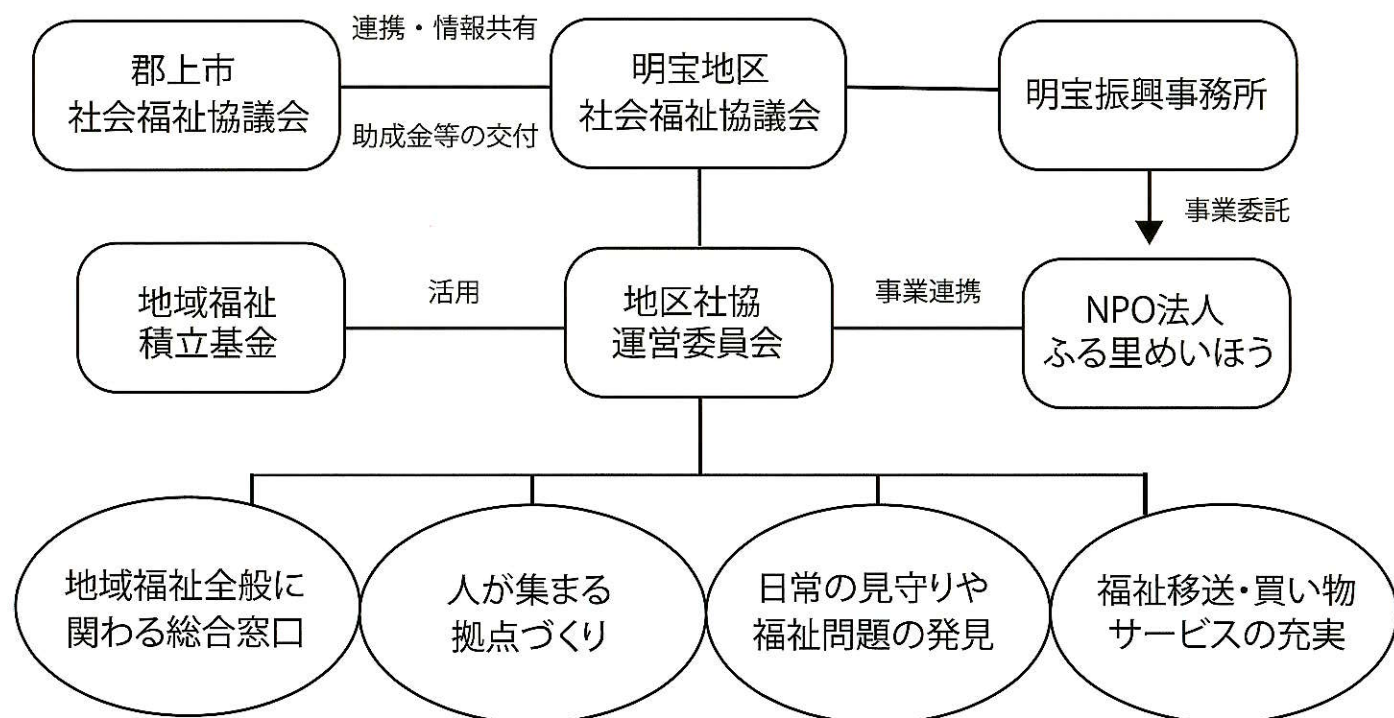 郡上市
社会福祉協議会
連携・情報共有
助成金等の交付
明宝地区
社会福祉協議会
明宝振興事務所
事業委託
地域福祉
積立基金
活用
地区社協
運営委員会
事業連携
NPO法人
ふる里めいほう
地域福祉全般に
関わる総合窓口
人が集まる
拠点づくり
日常の見守りや
福祉問題の発見
福祉移送・買い物
サービスの充実